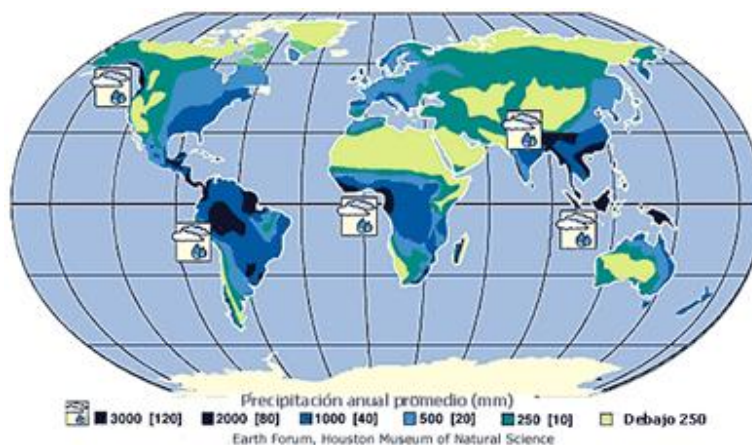 Precipitación anual promedio (mm)
3000 [120] 2000 [80] 1000 [40] 500 [20] 250 [10] Debajo 250
Earth Forum, Houston Museum of Natural Science